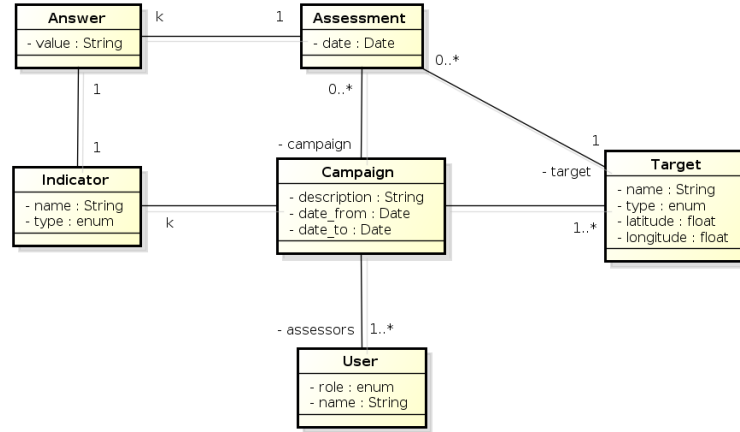 Answer
- value : String
k
1
Assessment
- date : Date
1
1
0..*
0..*
1
- campaign
- target
Indicator
- name : String
- type : enum
k
Campaign
- description : String
- date_from : Date
- date_to : Date
1..*
Target
- name : String
- type : enum
- latitude : float
- longitude : float
- assessors
1..*
User
- role : enum
- name : String